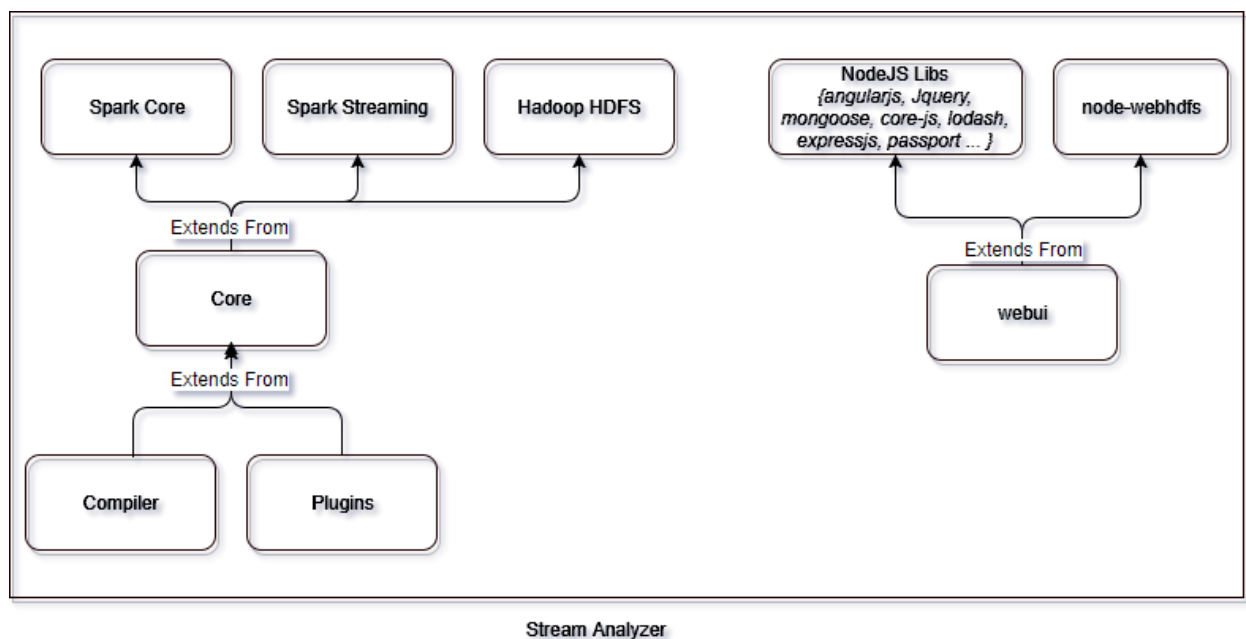 Spark Core
Spark Streaming
Hadoop HDFS
NodeJS Libs
{angularjs, Jquery,
mongoose, core-js, lodash,
expressjs, passport ... }
node-webhdfs
Extends From
Extends From
Core
webui
Extends From
Compiler
Plugins
Stream Analyzer